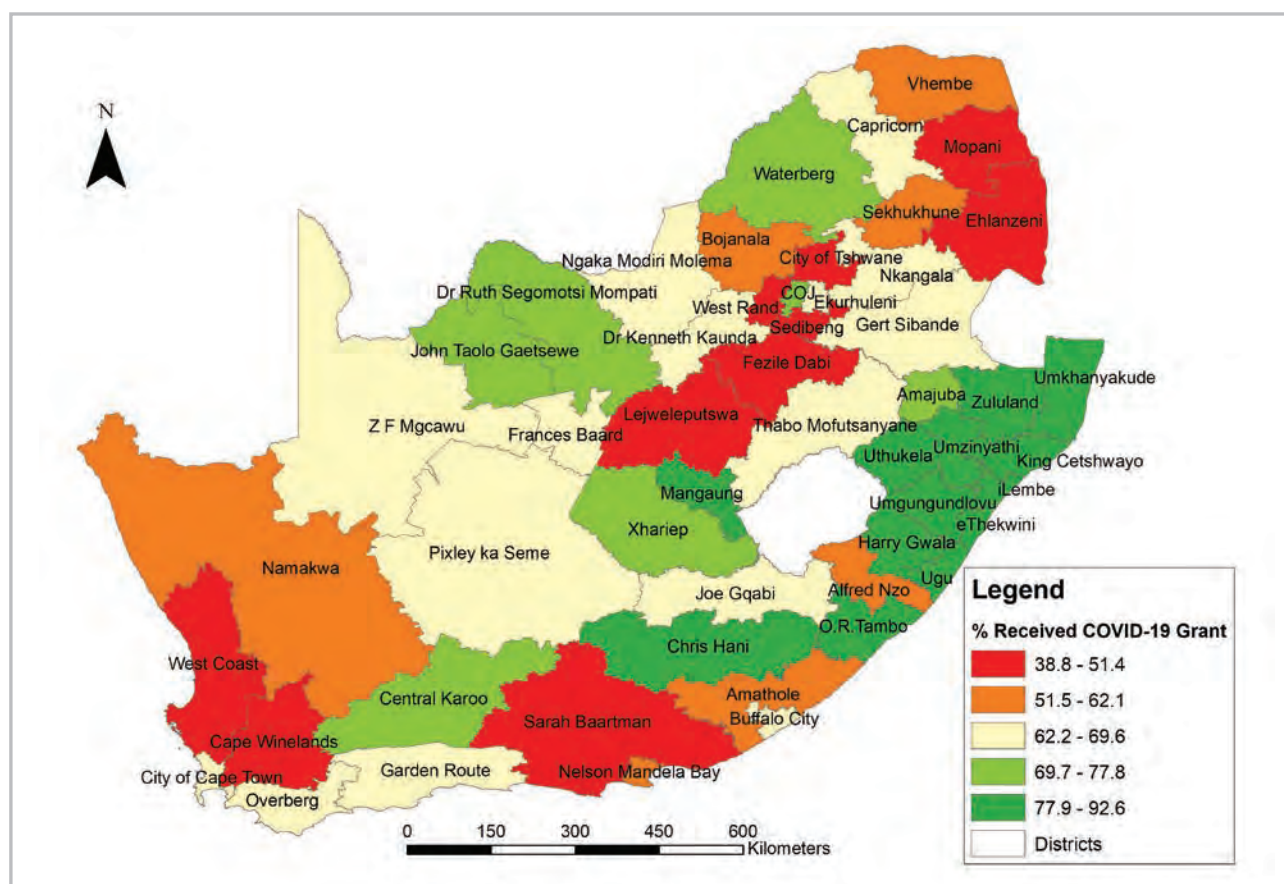 N
Vhembe
Capricorn
Mopani
Waterberg
Sekhukhune
Ehlanzeni
Bojanala
City of Tshwane
Ngaka Modiri Molema
Nkangala
Dr Ruth Segomotsi Mompati
COJ
Ekurhuleni
West Rand
Sedibeng
Gert Sibande
Dr Kenneth Kaunda
John Taolo Gaetsewe
Fezile Dabi
Umkhanyakude
Amajuba
Zululand
Lejweleputswa
Z F Mgcawu
Frances Baard
Thabo Mofutsanyane
Uthukela
Umzinyathi
King Cetshwayo
Mangaung
iLembe
Umgungundlovu
eThekwini
Xhariep
Harry Gwala
Pixley ka Seme
Namakwa
Ugu
Alfred Nzo
Joe Gqabi
O.R.Tambo
Chris Hani
West Coast
Central Karoo
Amathole
Buffalo City
Sarah Baartman
Cape Winelands
Garden Route
Nelson Mandela Bay
City of Cape Town
Overberg
Legend
% Received COVID-19 Grant
38.8 - 51.4
51.5 - 62.1
62.2 - 69.6
69.7 - 77.8
77.9 - 92.6
Districts
0 150 300 450 600
Kilometers